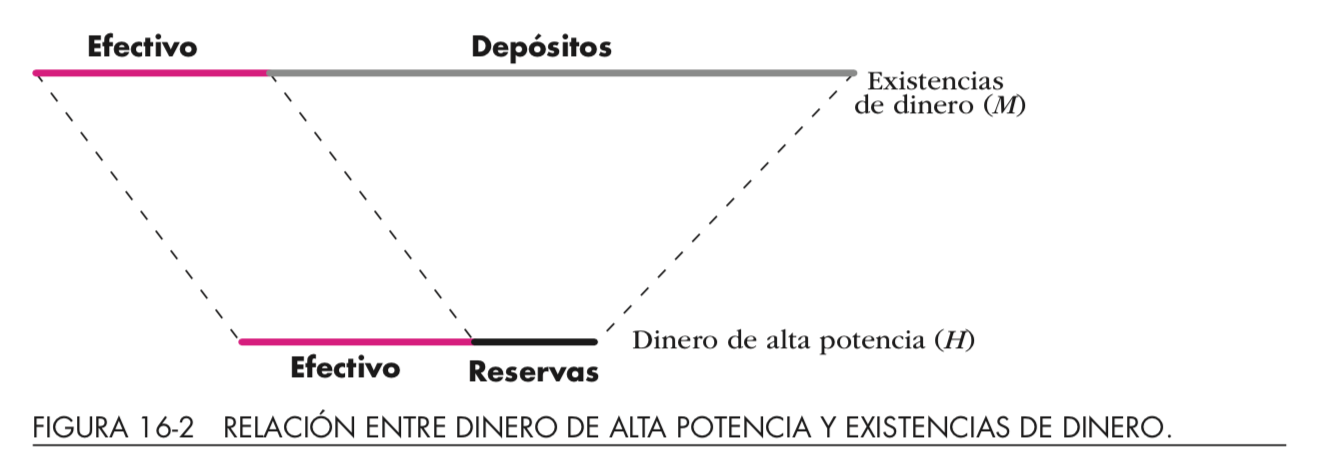 Efectivo
Depósitos
Existencias
de dinero (M)
Dinero de alta potencia (H)
Efectivo
Reservas
FIGURA 16-2 RELACIÓN ENTRE DINERO DE ALTA POTENCIA Y EXISTENCIAS DE DINERO.